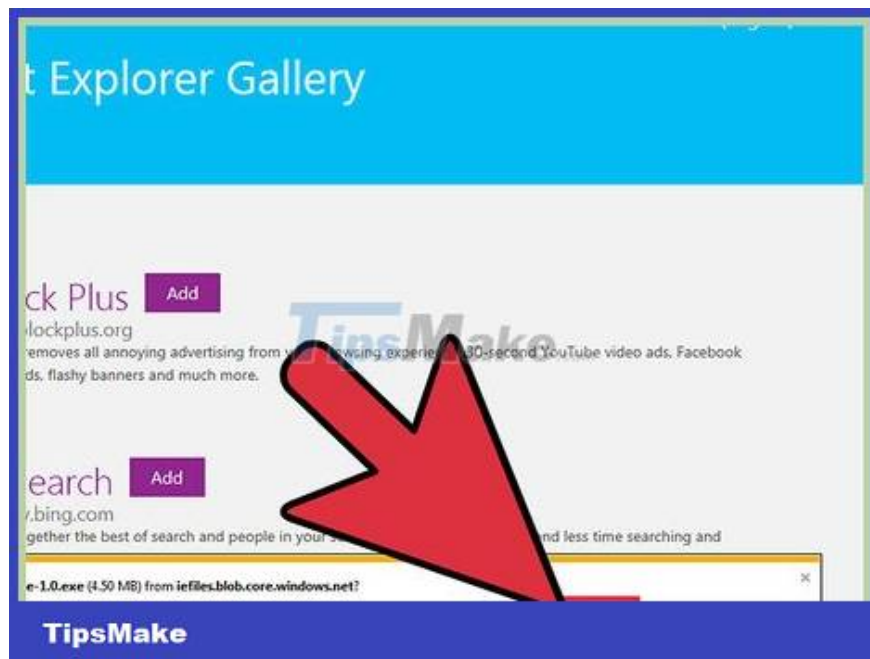 t Explorer Gallery
ck Plus Add
lockplus.org
removes all annoying advertising from browsing experience 30-second YouTube video ads, Facebook
ds, flashy banners and much more.
TipsMake
earch Add
.bing.com
gether the best of search and people in your nd less time searching and
e-1.0.exe (4.50 MB) from iefiles.blob.core.windows.net?
TipsMake